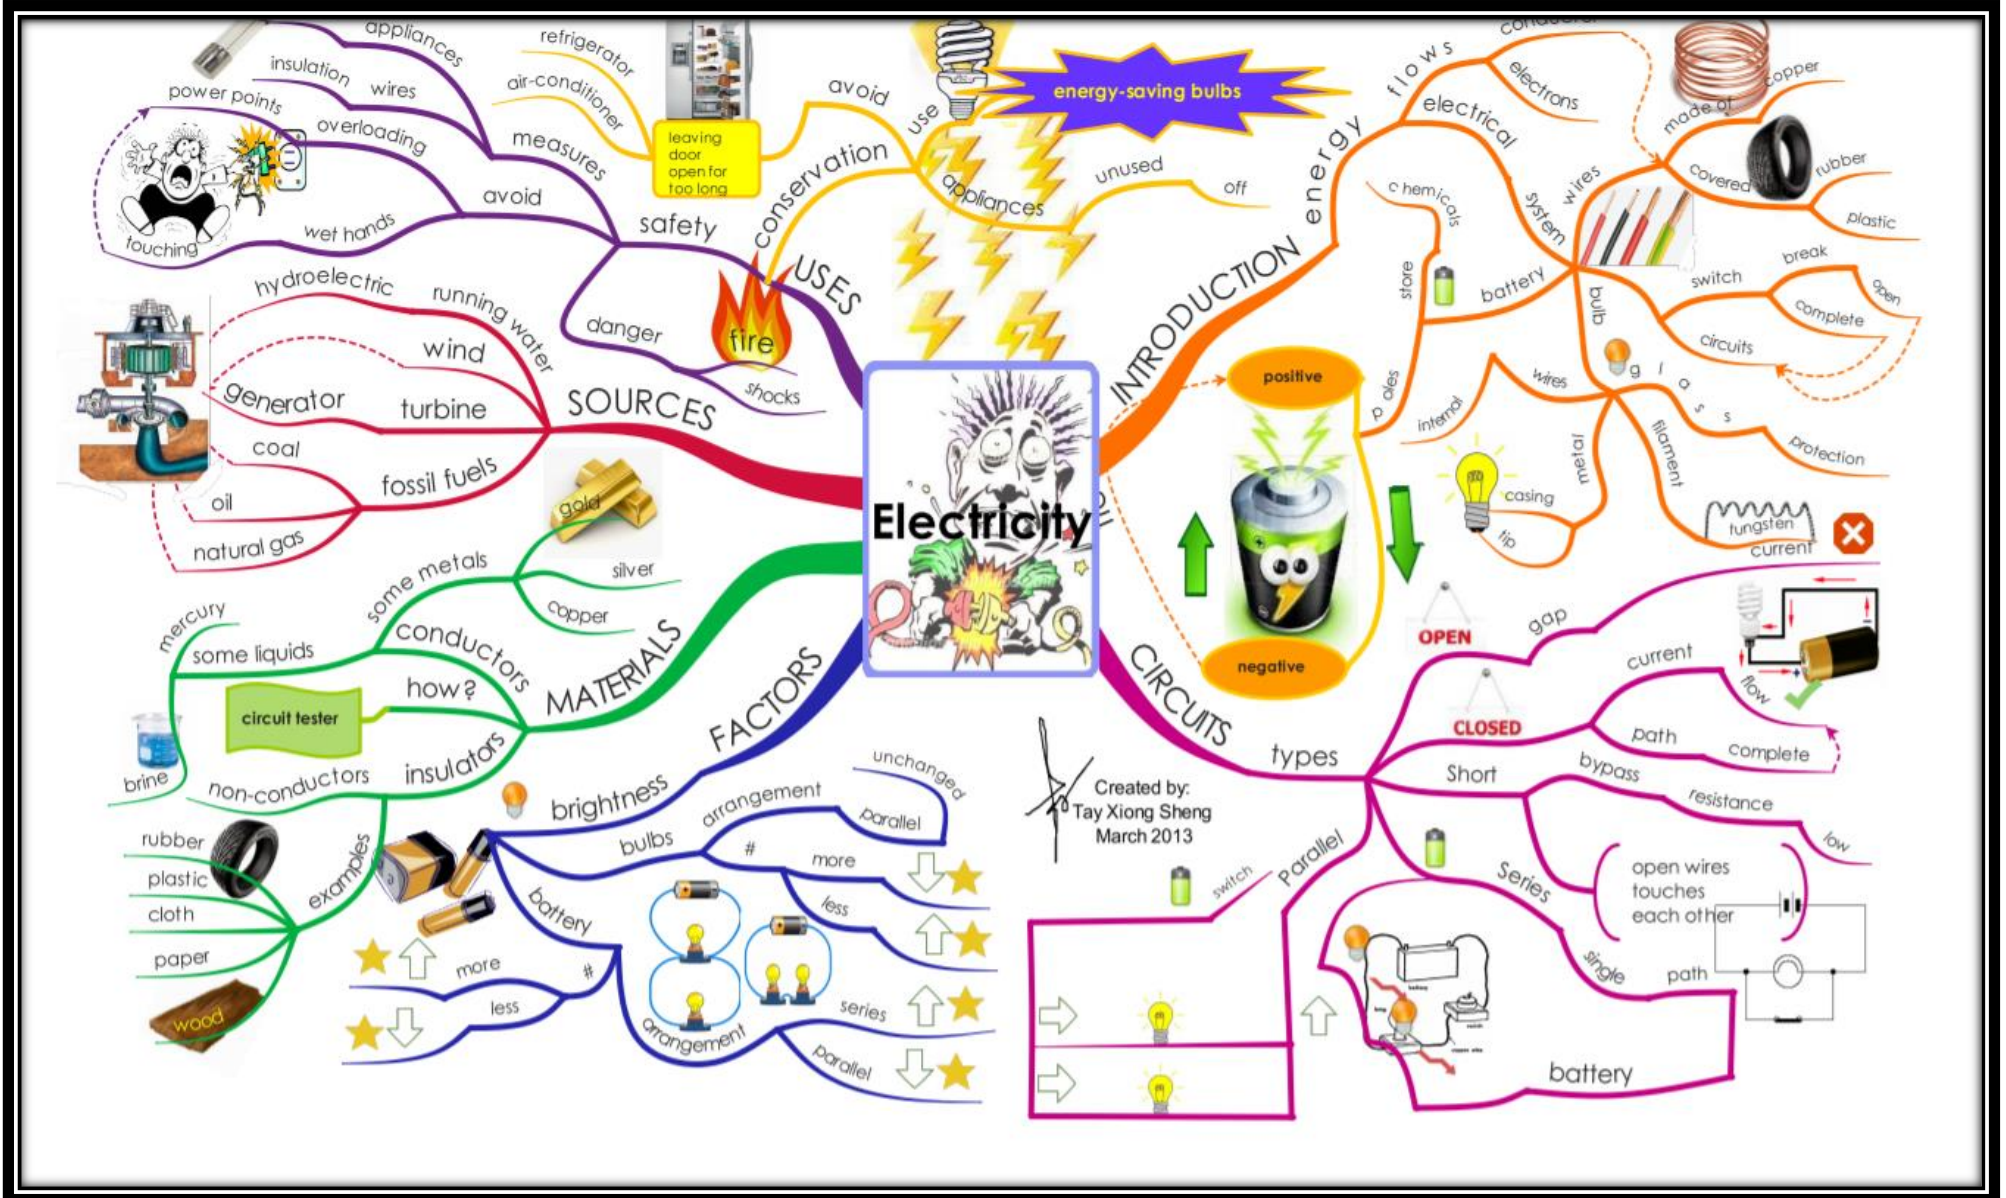 Electricity
INTRODUCTION
energy
flows
electrons
electrical
system
wires
made of
copper
covered
rubber
plastic
switch
break
open
complete
circuits
battery
store
chemicals
poles
positive
negative
bulb
glass
protection
filament
tungsten
current
metal
casing
tip
wires
internal
CIRCUITS
types
OPEN
gap
CLOSED
current
flow
path
complete
Short
bypass
resistance
low
open wires
touches
each other
Series
single
path
battery
Parallel
switch
Created by:
Tay Xiong Sheng
March 2013
FACTORS
brightness
bulbs
arrangement
parallel
unchanged
#
more
less
battery
#
more
less
arrangement
series
parallel
MATERIALS
conductors
some metals
gold
silver
copper
some liquids
mercury
brine
how?
circuit tester
insulators
non-conductors
examples
rubber
plastic
cloth
paper
wood
SOURCES
running water
hydroelectric
wind
turbine
generator
fossil fuels
coal
oil
natural gas
USES
safety
measures
appliances
wires
insulation
avoid
overloading
power points
wet hands
touching
danger
fire
shocks
conservation
avoid
leaving
door
open for
too long
refrigerator
air-conditioner
use
energy-saving bulbs
appliances
unused
off